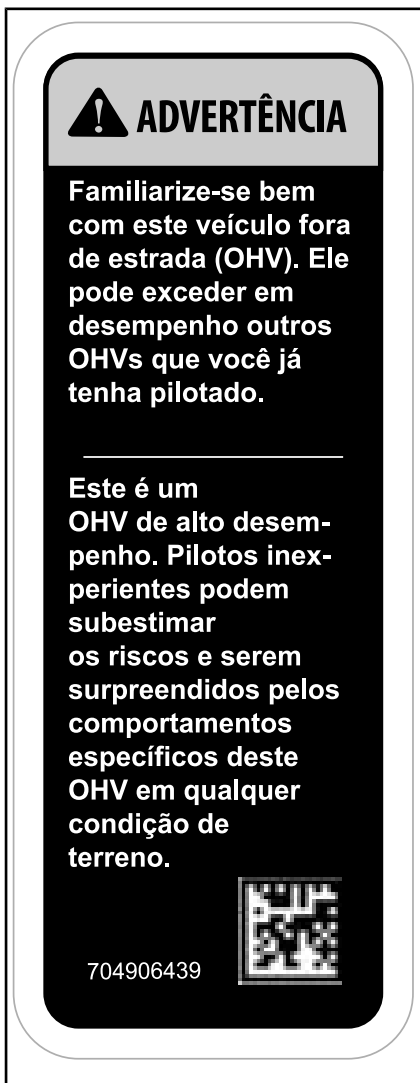 ADVERTÊNCIA
Familiarize-se bem
com este veículo fora
de estrada (OHV). Ele
pode exceder em
desempenho outros
OHVs que você já
tenha pilotado.
Este é um
OHV de alto desem-
penho. Pilotos inex-
perientes podem
subestimar
os riscos e serem
surpreendidos pelos
comportamentos
específicos deste
OHV em qualquer
condição de
terreno.
704906439